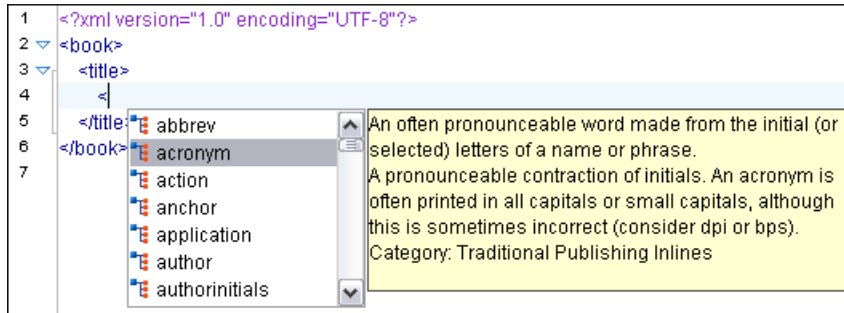 1 <?xml version="1.0" encoding="UTF-8"?>
2 <book>
3 <title>
4 <
5 </title>
6 </book>
7
abbrev
acronym
action
anchor
application
author
authorinitials
An often pronounceable word made from the initial (or
selected) letters of a name or phrase.
A pronounceable contraction of initials. An acronym is
often printed in all capitals or small capitals, although
this is sometimes incorrect (consider dpi or bps).
Category: Traditional Publishing Inlines